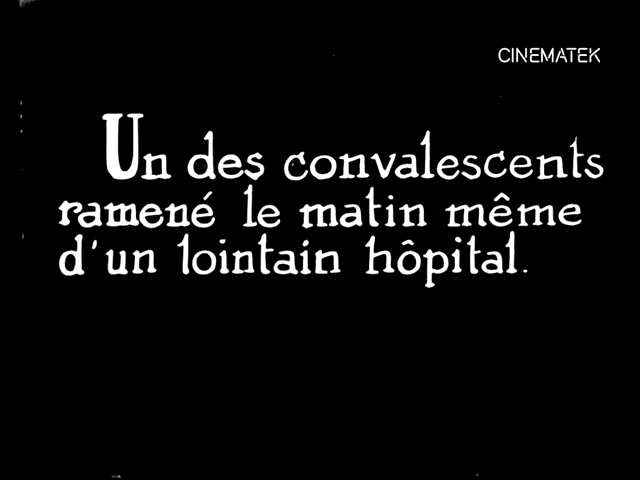 CINEMATEK
Un des convalescents
ramené le matin même
d'un lointain hôpital.